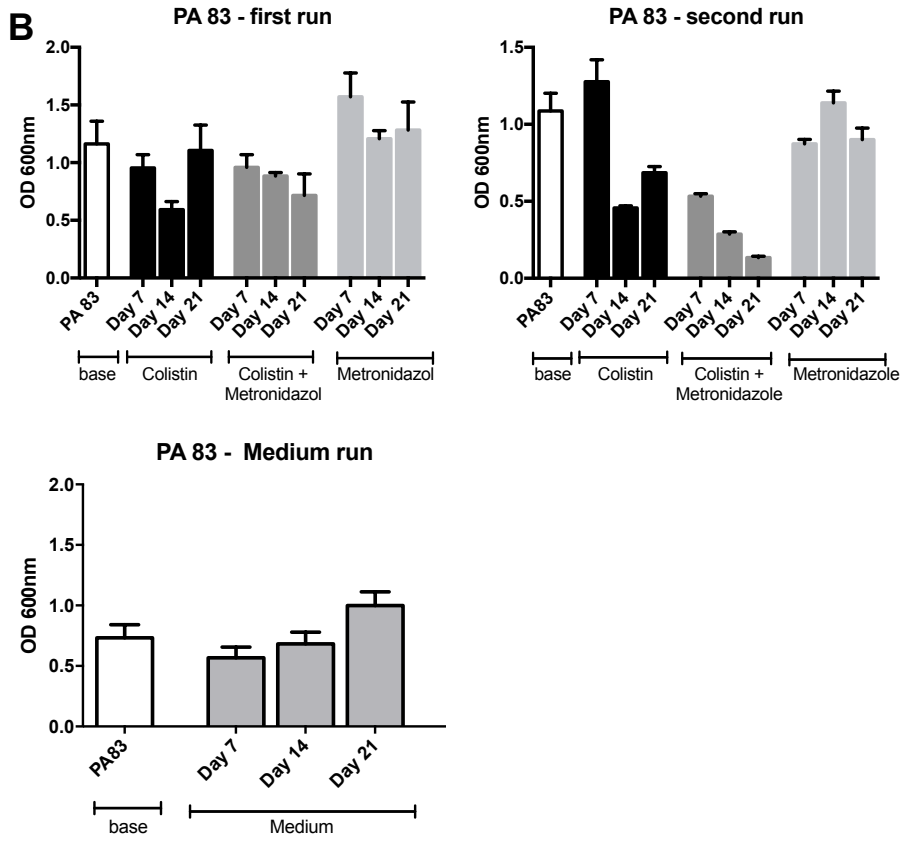 B
PA 83 - first run
2.0
1.5
1.0
0.5
0.0
OD 600nm
PA 83
Day 7
Day 14
Day 21
Day 7
Day 14
Day 21
Day 7
Day 14
Day 21
base
Colistin
Colistin +
Metronidazol
Metronidazol
PA 83 - second run
1.5
1.0
0.5
0.0
OD 600nm
PA83
Day 7
Day 14
Day 21
Day 7
Day 14
Day 21
Day 7
Day 14
Day 21
base
Colistin
Colistin +
Metronidazole
Metronidazole
PA 83 - Medium run
2.0
1.5
1.0
0.5
0.0
OD 600nm
PA83
Day 7
Day 14
Day 21
base
Medium